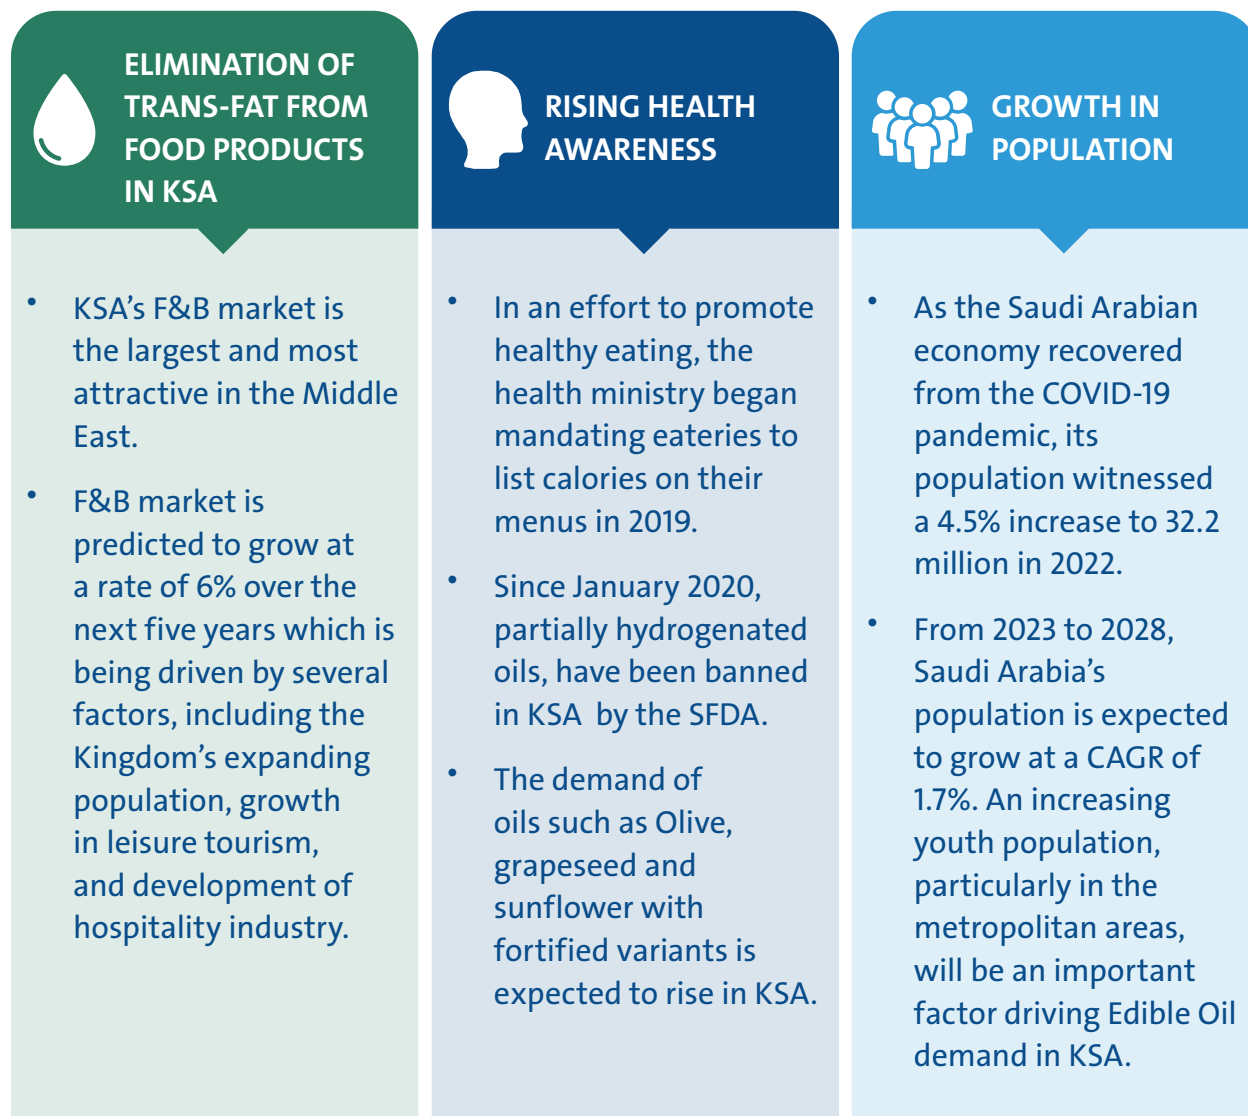 ELIMINATION OF
TRANS-FAT FROM
FOOD PRODUCTS
IN KSA
• KSA’s F&B market is
the largest and most
attractive in the Middle
East.
• F&B market is
predicted to grow at
a rate of 6% over the
next five years which is
being driven by several
factors, including the
Kingdom’s expanding
population, growth
in leisure tourism,
and development of
hospitality industry.
RISING HEALTH
AWARENESS
• In an effort to promote
healthy eating, the
health ministry began
mandating eateries to
list calories on their
menus in 2019.
• Since January 2020,
partially hydrogenated
oils, have been banned
in KSA by the SFDA.
• The demand of
oils such as Olive,
grapeseed and
sunflower with
fortified variants is
expected to rise in KSA.
GROWTH IN
POPULATION
• As the Saudi Arabian
economy recovered
from the COVID-19
pandemic, its
population witnessed
a 4.5% increase to 32.2
million in 2022.
• From 2023 to 2028,
Saudi Arabia’s
population is expected
to grow at a CAGR of
1.7%. An increasing
youth population,
particularly in the
metropolitan areas,
will be an important
factor driving Edible Oil
demand in KSA.